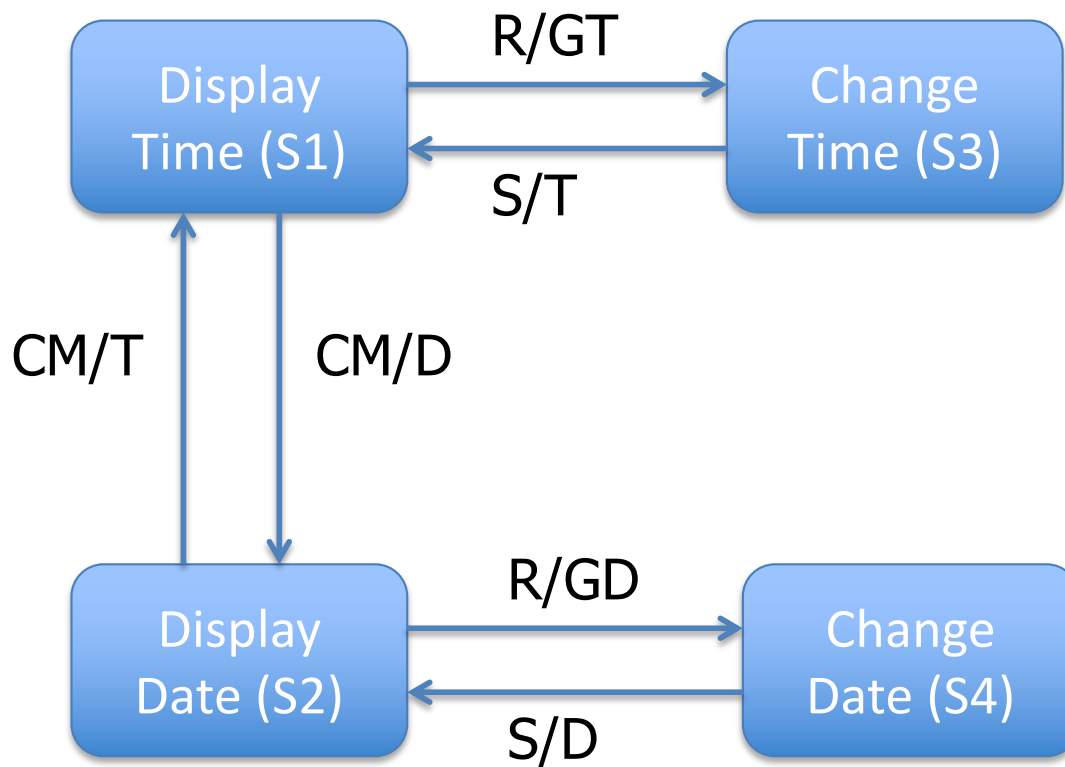 R/GT
Display
Time (S1)
Change
Time (S3)
S/T
CM/T
CM/D
R/GD
Display
Date (S2)
Change
Date (S4)
S/D